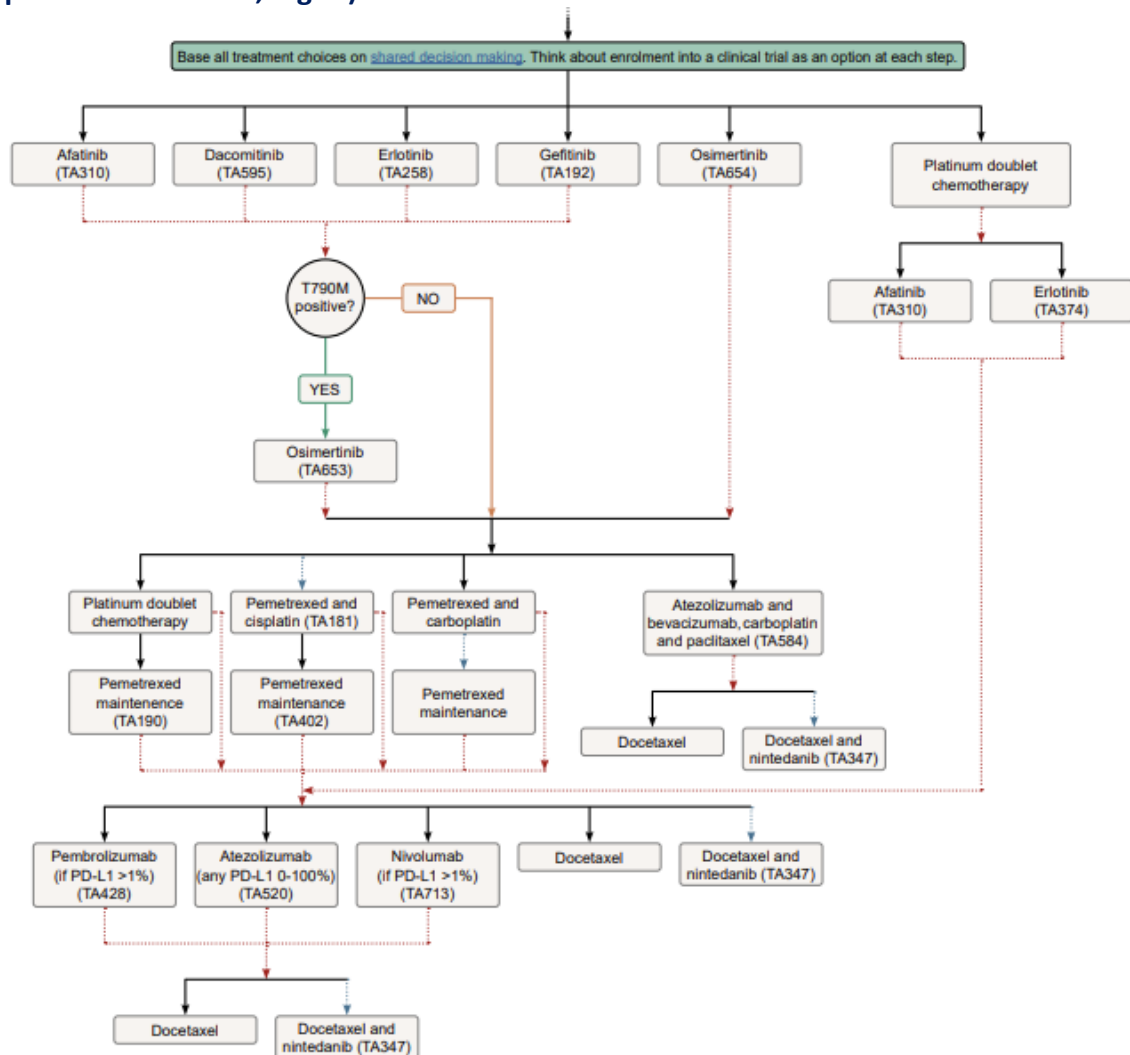 Base all treatment choices on shared decision making. Think about enrolment into a clinical trial as an option at each step.
Afatinib
(TA310)
Dacomitinib
(TA595)
Erlotinib
(TA258)
Gefitinib
(TA192)
Osimertinib
(TA654)
Platinum doublet
chemotherapy
T790M
positive?
NO
Afatinib
(TA310)
Erlotinib
(TA374)
YES
Osimertinib
(TA653)
Platinum doublet
chemotherapy
Pemetrexed and
cisplatin (TA181)
Pemetrexed and
carboplatin
Atezolizumab and
bevacizumab, carboplatin
and paclitaxel (TA584)
Pemetrexed
maintenence
(TA190)
Pemetrexed
maintenance
(TA402)
Pemetrexed
maintenance
Docetaxel
Docetaxel and
nintedanib (TA347)
Pembrolizumab
(if PD-L1 >1%)
(TA428)
Atezolizumab
(any PD-L1 0-100%)
(TA520)
Nivolumab
(if PD-L1 >1%)
(TA713)
Docetaxel
Docetaxel and
nintedanib (TA347)
Docetaxel
Docetaxel and
nintedanib (TA347)